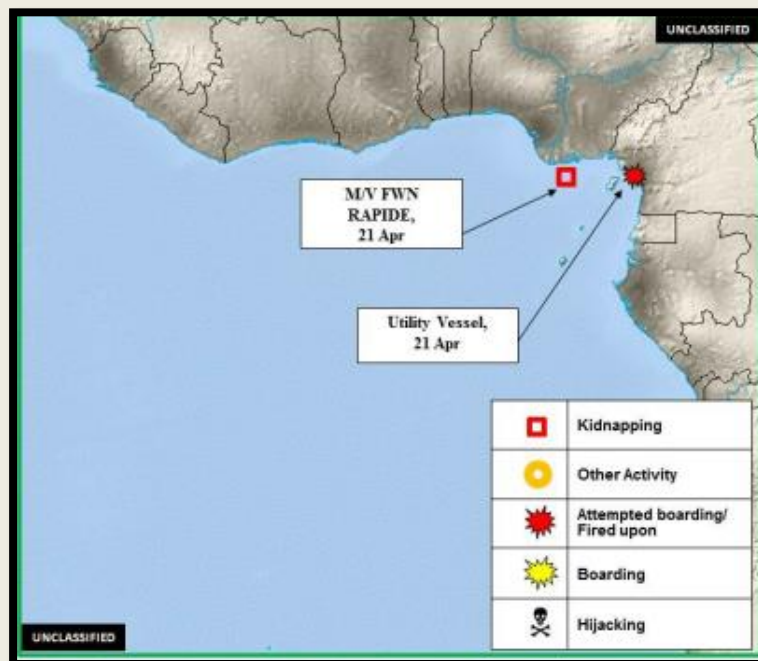 UNCLASSIFIED
M/V FWN
RAPIDE,
21 Apr
Utility Vessel,
21 Apr
Kidnapping
Other Activity
Attempted boarding/
Fired upon
Boarding
Hijacking
UNCLASSIFIED